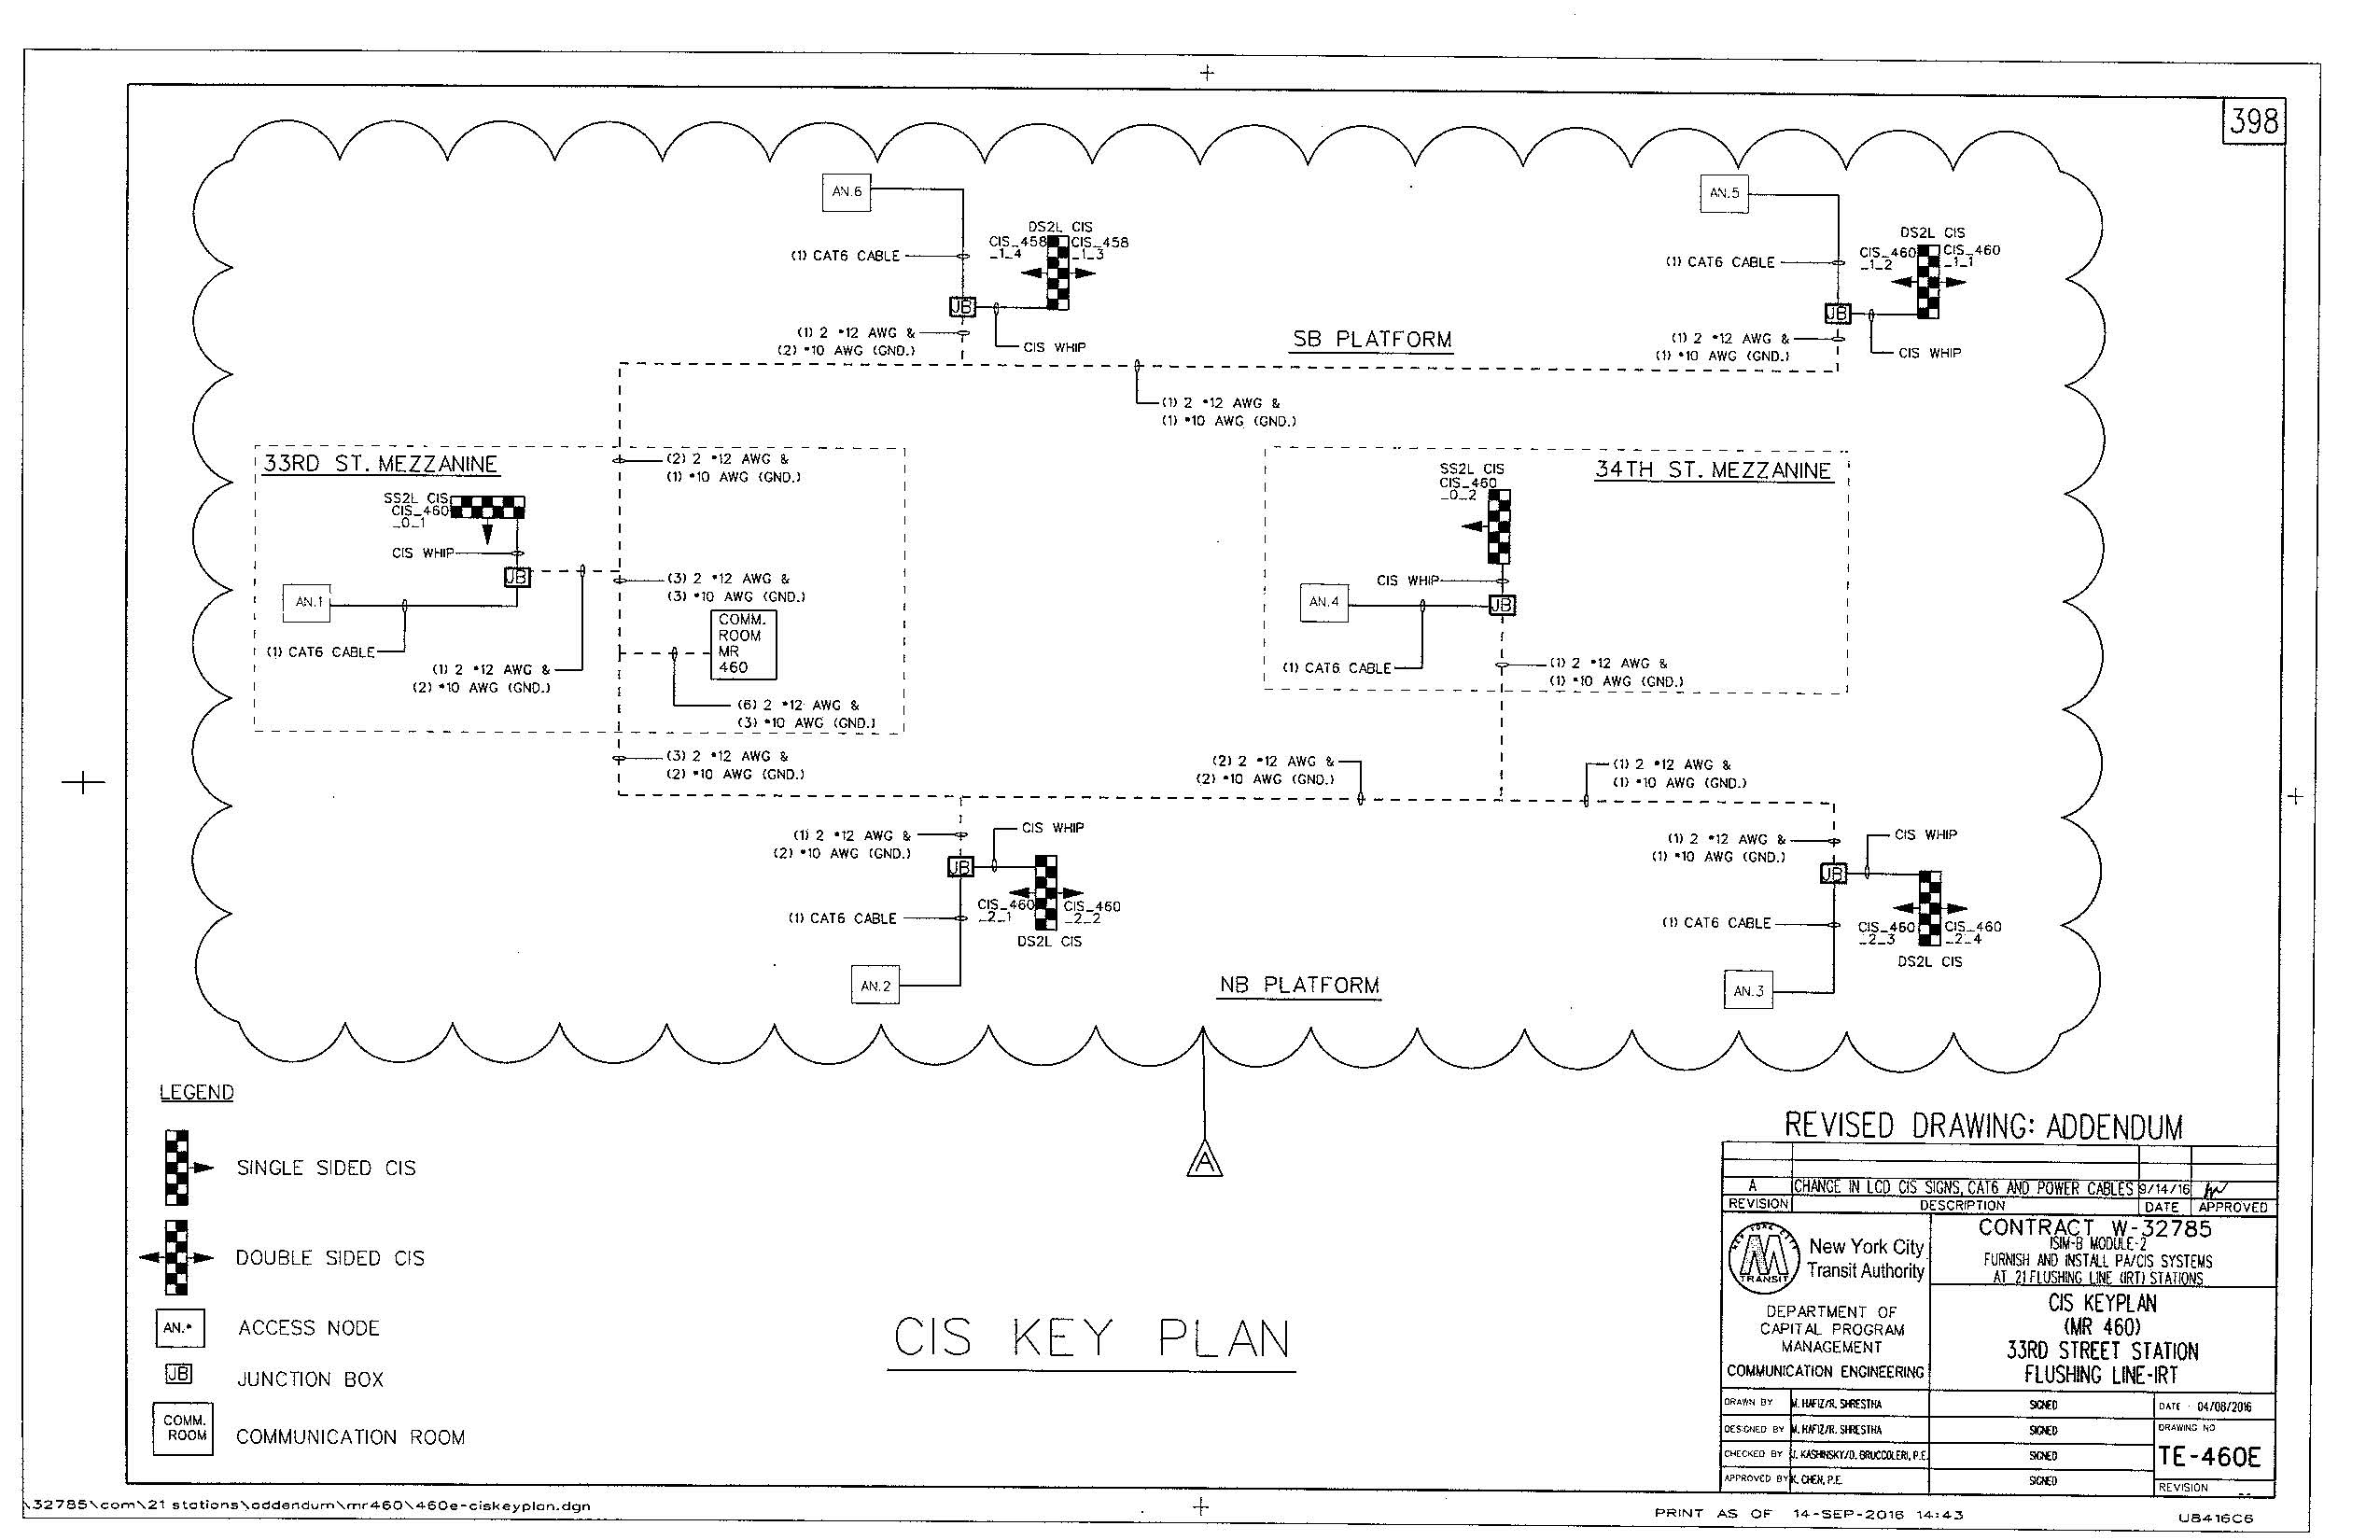 398
AN.6
DS2L CIS
CIS_458
_1_4
CIS_458
_1_3
(1) CAT6 CABLE
JB
(1) 2 #12 AWG &
(2) #10 AWG (GND.)
CIS WHIP
SB PLATFORM
AN.5
DS2L CIS
CIS_460
_1_2
CIS_460
_1_1
(1) CAT6 CABLE
JB
(1) 2 #12 AWG &
(1) #10 AWG (GND.)
CIS WHIP
(1) 2 #12 AWG &
(1) #10 AWG (GND.)
33RD ST. MEZZANINE
(2) 2 #12 AWG &
(1) #10 AWG (GND.)
SS2L CIS
CIS_460
_0_1
CIS WHIP
JB
AN.1
(3) 2 #12 AWG &
(3) #10 AWG (GND.)
COMM.
ROOM
MR
460
(1) CAT6 CABLE
(1) 2 #12 AWG &
(2) #10 AWG (GND.)
(6) 2 #12 AWG &
(3) #10 AWG (GND.)
34TH ST. MEZZANINE
SS2L CIS
CIS_460
_0_2
CIS WHIP
AN.4
JB
(1) CAT6 CABLE
(1) 2 #12 AWG &
(1) #10 AWG (GND.)
(3) 2 #12 AWG &
(2) #10 AWG (GND.)
(2) 2 #12 AWG &
(2) #10 AWG (GND.)
(1) 2 #12 AWG &
(1) #10 AWG (GND.)
(1) 2 #12 AWG &
(2) #10 AWG (GND.)
CIS WHIP
JB
CIS_460
_2_1
CIS_460
_2_2
(1) CAT6 CABLE
DS2L CIS
AN.2
NB PLATFORM
(1) 2 #12 AWG &
(1) #10 AWG (GND.)
CIS WHIP
JB
(1) CAT6 CABLE
CIS_460
_2_3
CIS_460
_2_4
DS2L CIS
AN.3
A
LEGEND
SINGLE SIDED CIS
DOUBLE SIDED CIS
AN.* ACCESS NODE
JB JUNCTION BOX
COMM.
ROOM
COMMUNICATION ROOM
CIS KEY PLAN
REVISED DRAWING: ADDENDUM
A CHANGE IN LCD CIS SIGNS, CAT6 AND POWER CABLES 9/14/16
REVISION DESCRIPTION DATE APPROVED
NEW YORK CITY
TRANSIT
New York City
Transit Authority
DEPARTMENT OF
CAPITAL PROGRAM
MANAGEMENT
COMMUNICATION ENGINEERING
CONTRACT W-32785
ISIM-B MODULE-2
FURNISH AND INSTALL PA/CIS SYSTEMS
AT 21 FLUSHING LINE (IRT) STATIONS
CIS KEYPLAN
(MR 460)
33RD STREET STATION
FLUSHING LINE-IRT
DRAWN BY M. HAFIZ/R. SHRESTHA SIGNED DATE - 04/08/2016
DESIGNED BY M. HAFIZ/R. SHRESTHA SIGNED DRAWING NO
CHECKED BY J. KASHINSKY/D. BRUCCOLERI, P.E. SIGNED TE-460E
APPROVED BY K. CHEN, P.E. SIGNED REVISION --
\32785\com\21 stations\addendum\mr460\460e-ciskeyplan.dgn
PRINT AS OF 14-SEP-2016 14:43
U8416C6